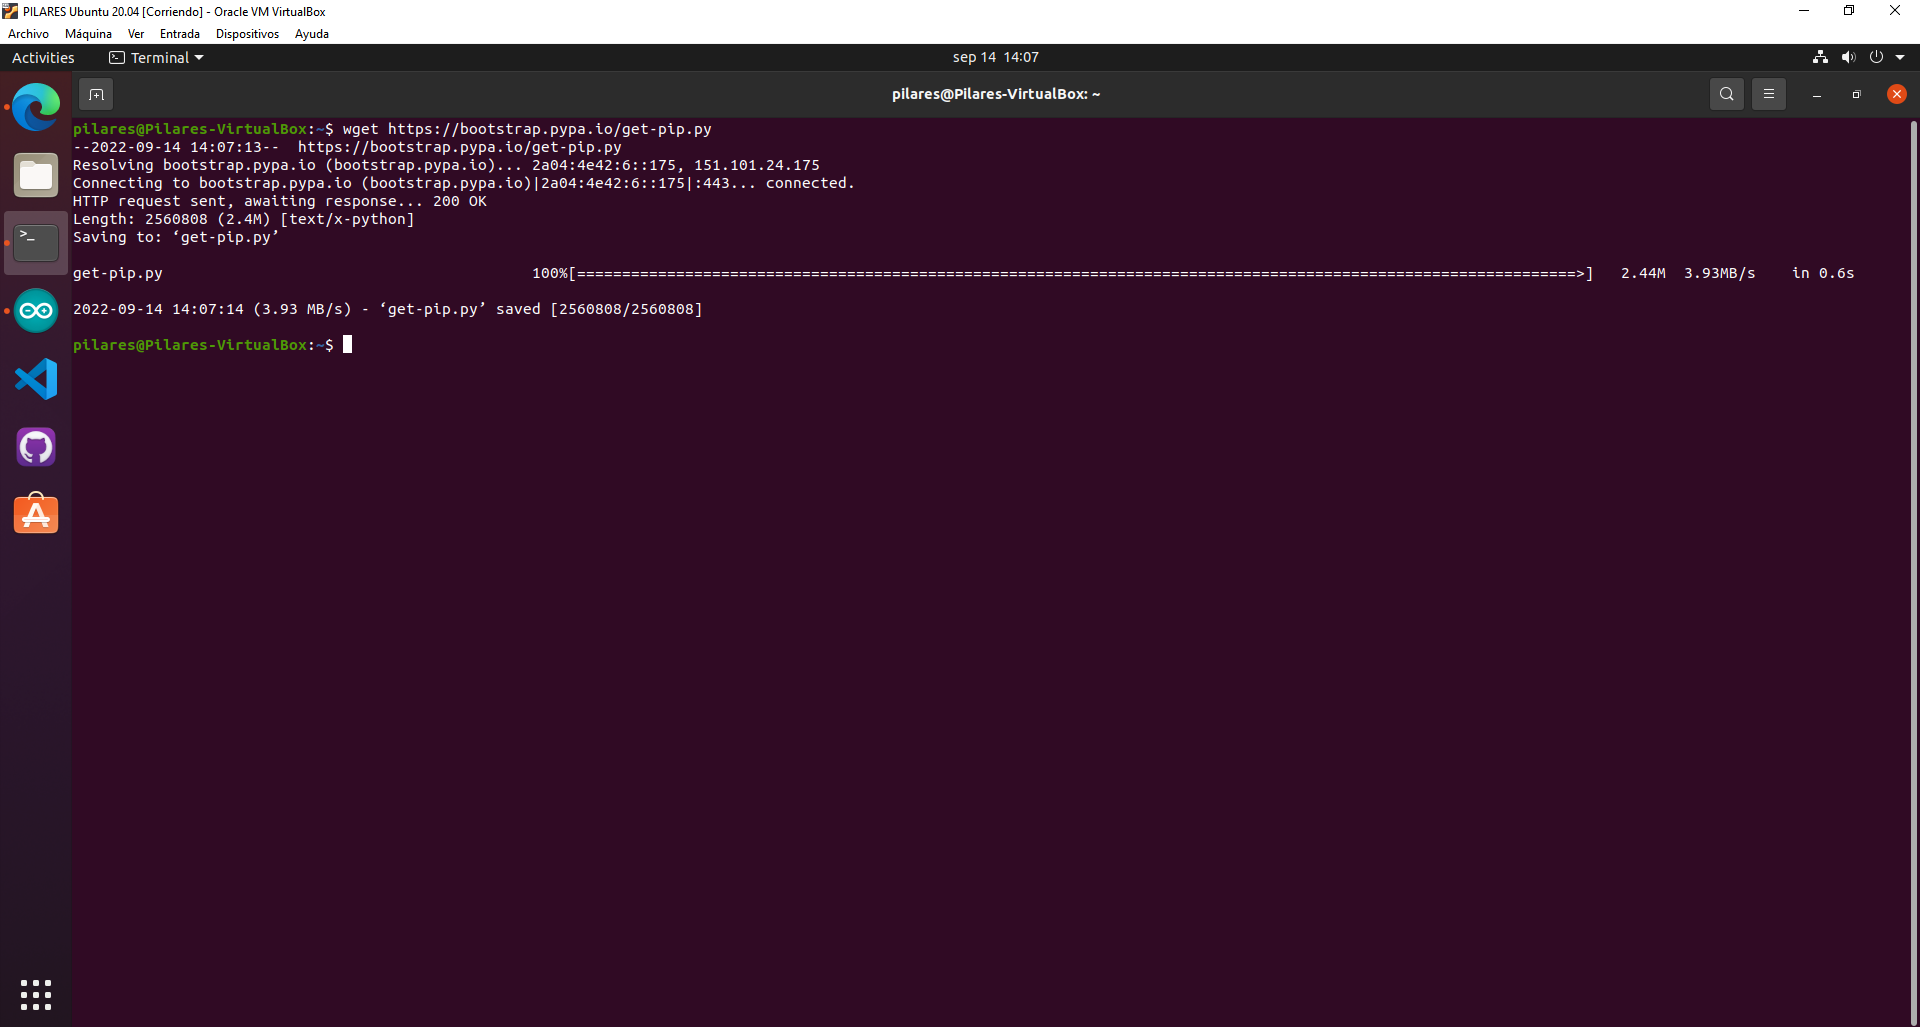 PILARES Ubuntu 20.04 [Corriendo] - Oracle VM VirtualBox
Archivo Máquina Ver Entrada Dispositivos Ayuda
Activities Terminal sep 14 14:07
pilares@Pilares-VirtualBox: ~
pilares@Pilares-VirtualBox:~$ wget https://bootstrap.pypa.io/get-pip.py
--2022-09-14 14:07:13--  https://bootstrap.pypa.io/get-pip.py
Resolving bootstrap.pypa.io (bootstrap.pypa.io)... 2a04:4e42:6::175, 151.101.24.175
Connecting to bootstrap.pypa.io (bootstrap.pypa.io)|2a04:4e42:6::175|:443... connected.
HTTP request sent, awaiting response... 200 OK
Length: 2560808 (2.4M) [text/x-python]
Saving to: ‘get-pip.py’
get-pip.py 100%[===============================================================================================================>] 2.44M 3.93MB/s in 0.6s
2022-09-14 14:07:14 (3.93 MB/s) - ‘get-pip.py’ saved [2560808/2560808]
pilares@Pilares-VirtualBox:~$